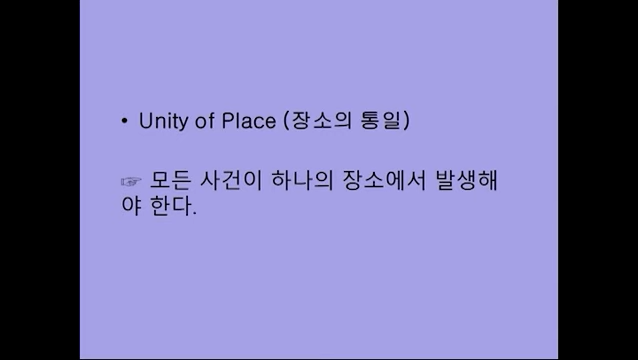 • Unity of Place (장소의 통일)
☞ 모든 사건이 하나의 장소에서 발생해
야 한다.